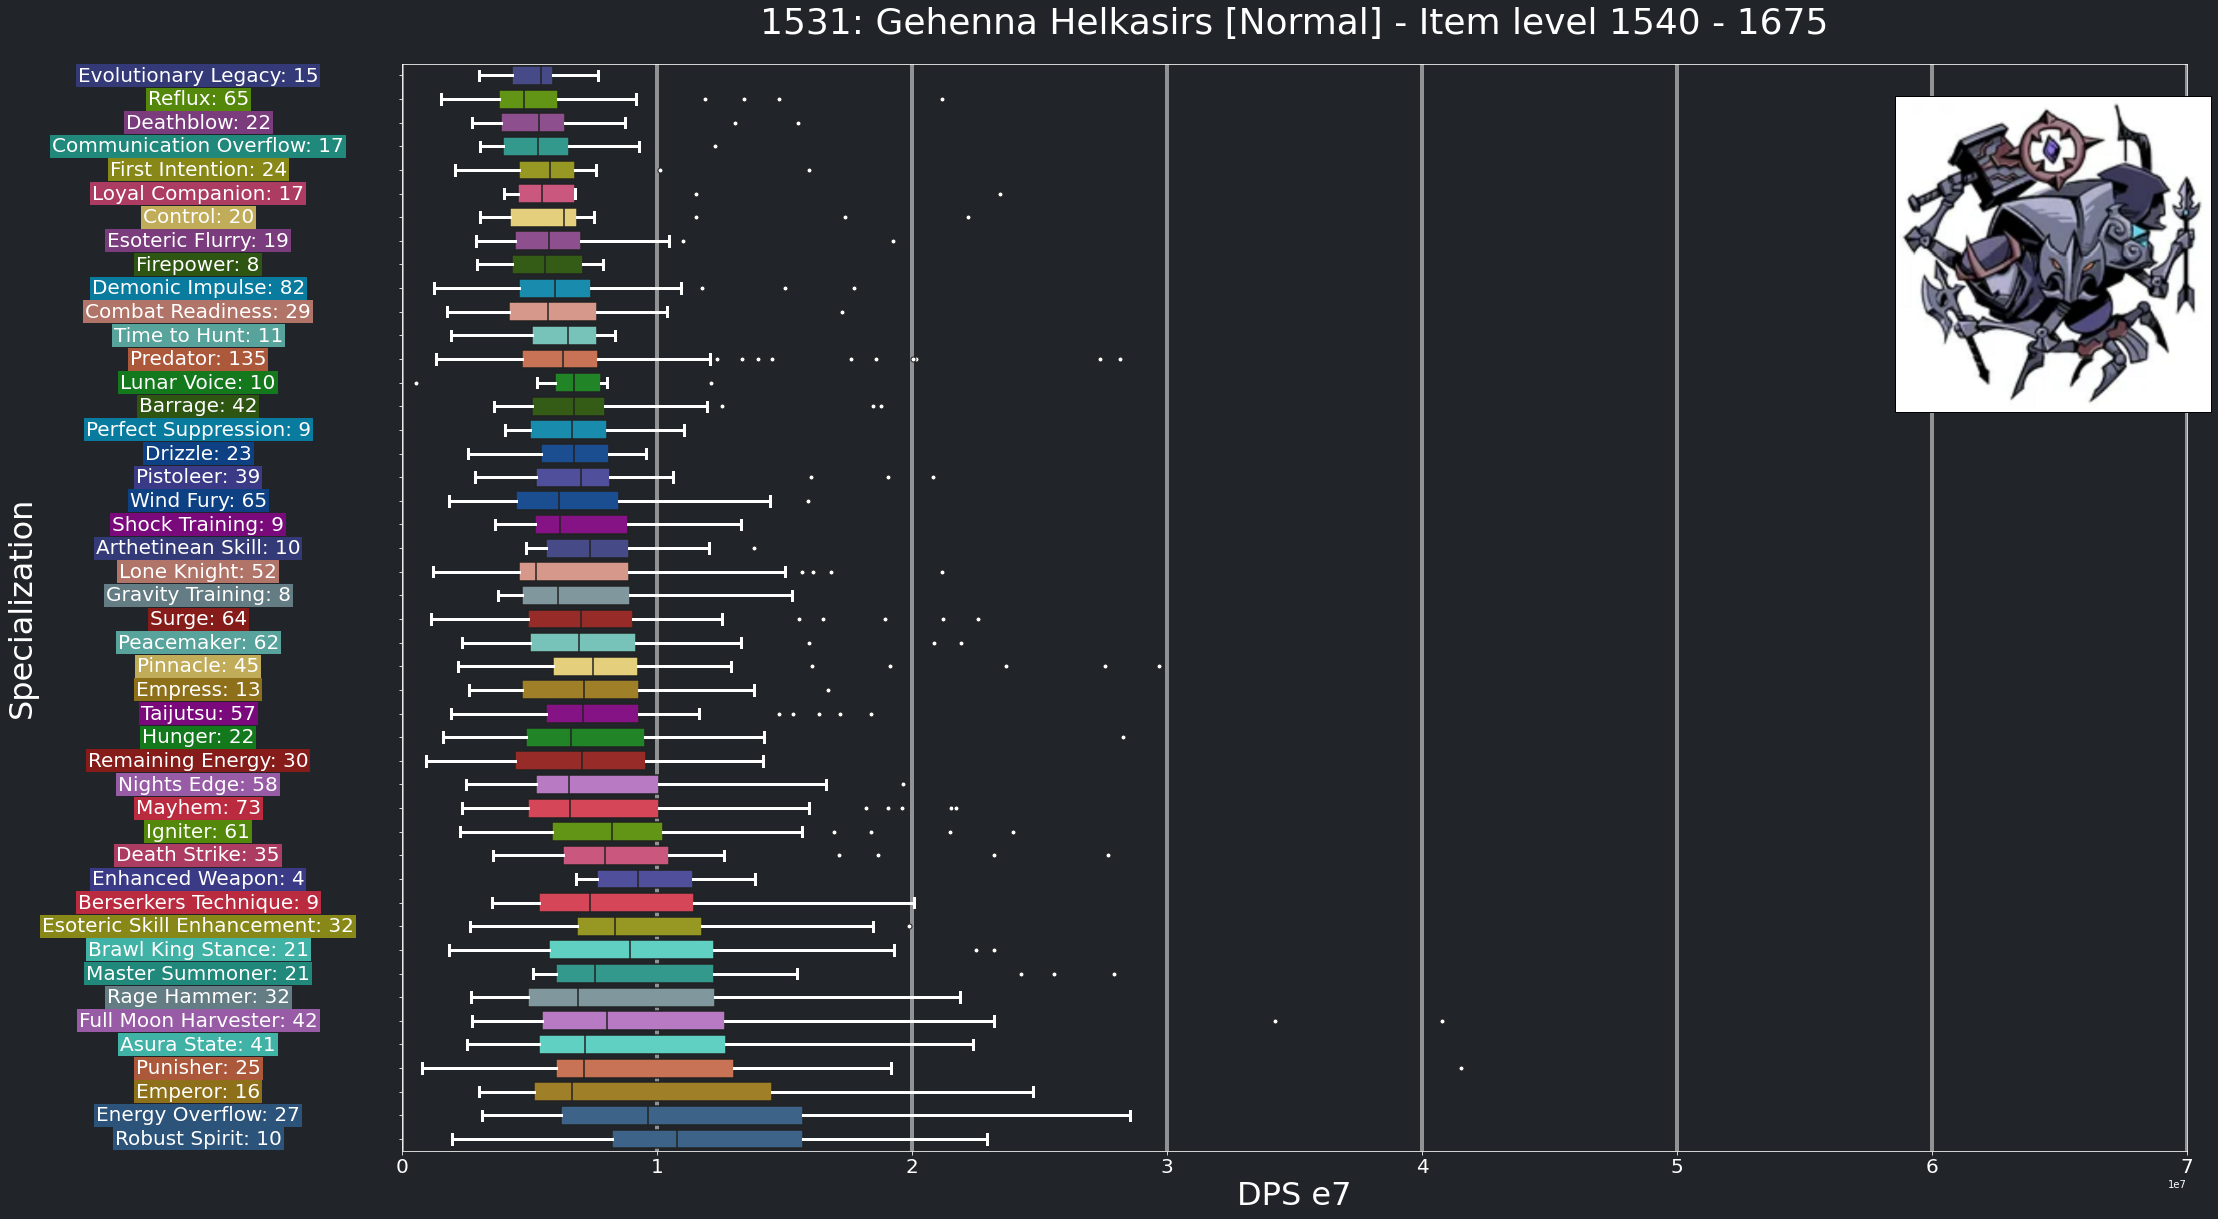 1531: Gehenna Helkasirs [Normal] - Item level 1540 - 1675
Specialization
Evolutionary Legacy: 15
Reflux: 65
Deathblow: 22
Communication Overflow: 17
First Intention: 24
Loyal Companion: 17
Control: 20
Esoteric Flurry: 19
Firepower: 8
Demonic Impulse: 82
Combat Readiness: 29
Time to Hunt: 11
Predator: 135
Lunar Voice: 10
Barrage: 42
Perfect Suppression: 9
Drizzle: 23
Pistoleer: 39
Wind Fury: 65
Shock Training: 9
Arthetinean Skill: 10
Lone Knight: 52
Gravity Training: 8
Surge: 64
Peacemaker: 62
Pinnacle: 45
Empress: 13
Taijutsu: 57
Hunger: 22
Remaining Energy: 30
Nights Edge: 58
Mayhem: 73
Igniter: 61
Death Strike: 35
Enhanced Weapon: 4
Berserkers Technique: 9
Esoteric Skill Enhancement: 32
Brawl King Stance: 21
Master Summoner: 21
Rage Hammer: 32
Full Moon Harvester: 42
Asura State: 41
Punisher: 25
Emperor: 16
Energy Overflow: 27
Robust Spirit: 10
0 1 2 3 4 5 6 7
1e7
DPS e7